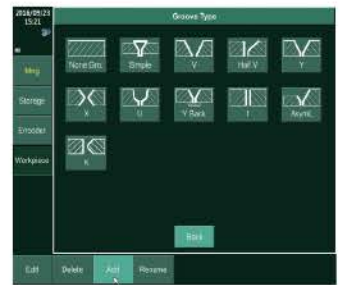 2016/09/23
15:21
Groove Type
None Gro.
Simple
V
Half V
Y
Mng
Storage
X
U
Y Back
I
Asymt.
Encoder
K
Workpiece
Back
Edit
Delete
Add
Rename